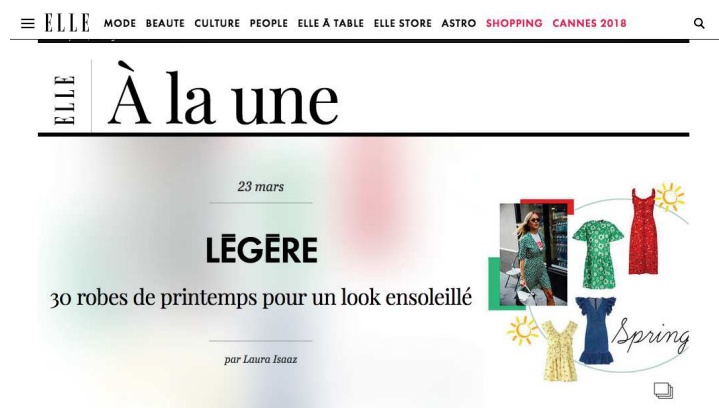 ELLE MODE BEAUTE CULTURE PEOPLE ELLE Ā TABLE ELLE STORE ASTRO SHOPPING CANNES 2018
ELLE
À la une
23 mars
LĒGĒRE
30 robes de printemps pour un look ensoleillé
par Laura Isaaz
Spring